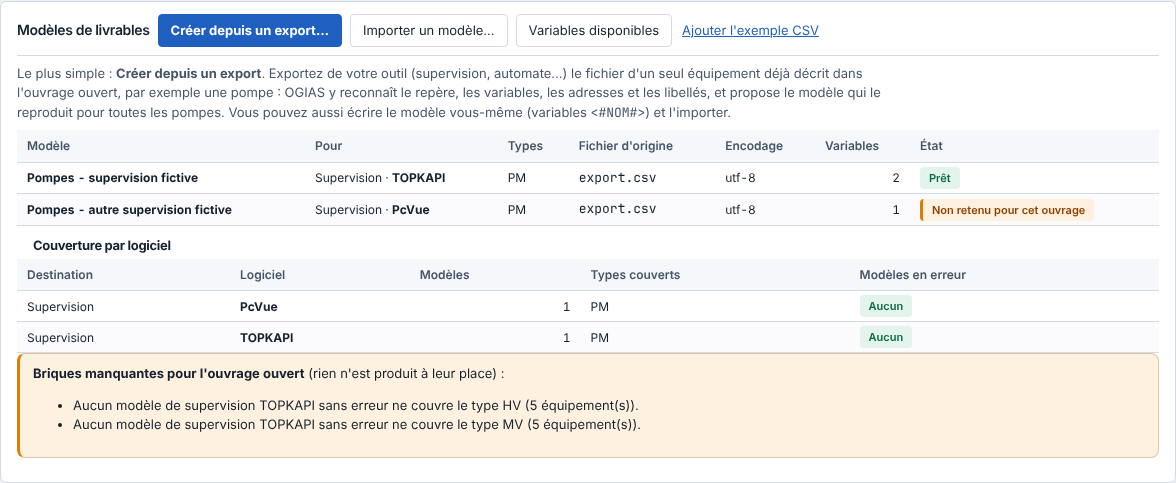 Modèles de livrables Créer depuis un export... Importer un modèle... Variables disponibles Ajouter l'exemple CSV
Le plus simple : Créer depuis un export. Exportez de votre outil (supervision, automate...) le fichier d'un seul équipement déjà décrit dans
l'ouvrage ouvert, par exemple une pompe : OGIAS y reconnaît le repère, les variables, les adresses et les libellés, et propose le modèle qui le
reproduit pour toutes les pompes. Vous pouvez aussi écrire le modèle vous-même (variables <#NOM#>) et l'importer.
Modèle Pour Types Fichier d'origine Encodage Variables État
Pompes - supervision fictive Supervision · TOPKAPI PM export.csv utf-8 2 Prêt
Pompes - autre supervision fictive Supervision · PcVue PM export.csv utf-8 1 Non retenu pour cet ouvrage
Couverture par logiciel
Destination Logiciel Modèles Types couverts Modèles en erreur
Supervision PcVue 1 PM Aucun
Supervision TOPKAPI 1 PM Aucun
Briques manquantes pour l'ouvrage ouvert (rien n'est produit à leur place) :
• Aucun modèle de supervision TOPKAPI sans erreur ne couvre le type HV (5 équipement(s)).
• Aucun modèle de supervision TOPKAPI sans erreur ne couvre le type MV (5 équipement(s)).